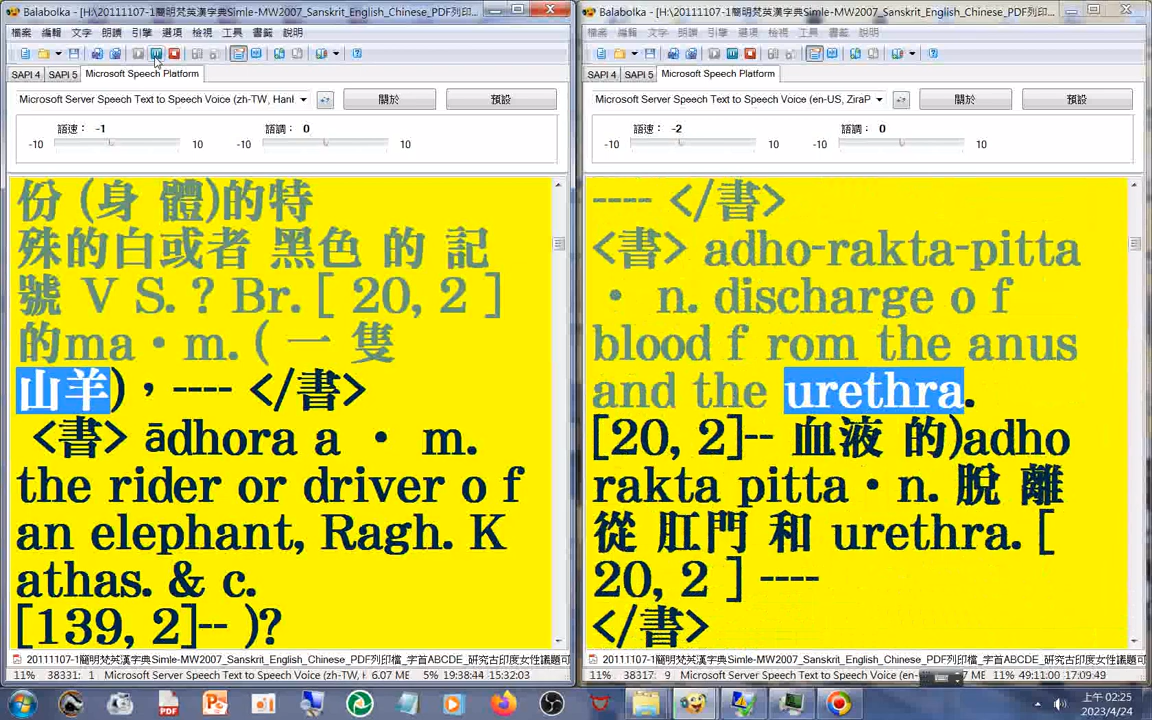 Balabolka - [H:\20111107-1簡明梵英漢字典Simle-MW2007_Sanskrit_English_Chinese_PDF列印...
檔案 編輯 文字 朗讀 引擎 選項 檢視 工具 書籤 說明
SAPI 4 SAPI 5 Microsoft Speech Platform
Microsoft Server Speech Text to Speech Voice (zh-TW, Hanl
關於 預設
語速： -1 語調： 0
-10 10 -10 10
份 (身 體)的特
殊的白或者 黑色 的 記
號 V S. ? Br. [ 20, 2 ]
的ma・m. ( 一 隻
山羊)，---- </書>
<書> ādhora a ・ m.
the rider or driver o f
an elephant, Ragh. K
athas. & c.
[139, 2]-- )?
20111107-1簡明梵英漢字典Simle-MW2007_Sanskrit_English_Chinese_PDF列印檔_字首ABCDE_研究古印度女性議題可
11% 38331: 1 Microsoft Server Speech Text to Speech Voice (zh-TW, H 6.07 MB 5% 19:38:44 15:32:03
Balabolka - [H:\20111107-1簡明梵英漢字典Simle-MW2007_Sanskrit_English_Chinese_PDF列印...
檔案 編輯 文字 朗讀 引擎 選項 檢視 工具 書籤 說明
SAPI 4 SAPI 5 Microsoft Speech Platform
Microsoft Server Speech Text to Speech Voice (en-US, ZiraP
關於 預設
語速： -2 語調： 0
-10 10 -10 10
---- </書>
<書> adho-rakta-pitta
・ n. discharge o f
blood f rom the anus
and the urethra.
[20, 2]-- 血液 的)adho
rakta pitta・n. 脫 離
從 肛門 和 urethra. [
20, 2 ] ----
</書>
20111107-1簡明梵英漢字典Simle-MW2007_Sanskrit_English_Chinese_PDF列印檔_字首ABCDE_研究古印度女性議題可
11% 38317: 9 Microsoft Server Speech Text to Speech Voice (en- 11% 49:11:00 17:09:49
PDF
上午 02:25
2023/4/24